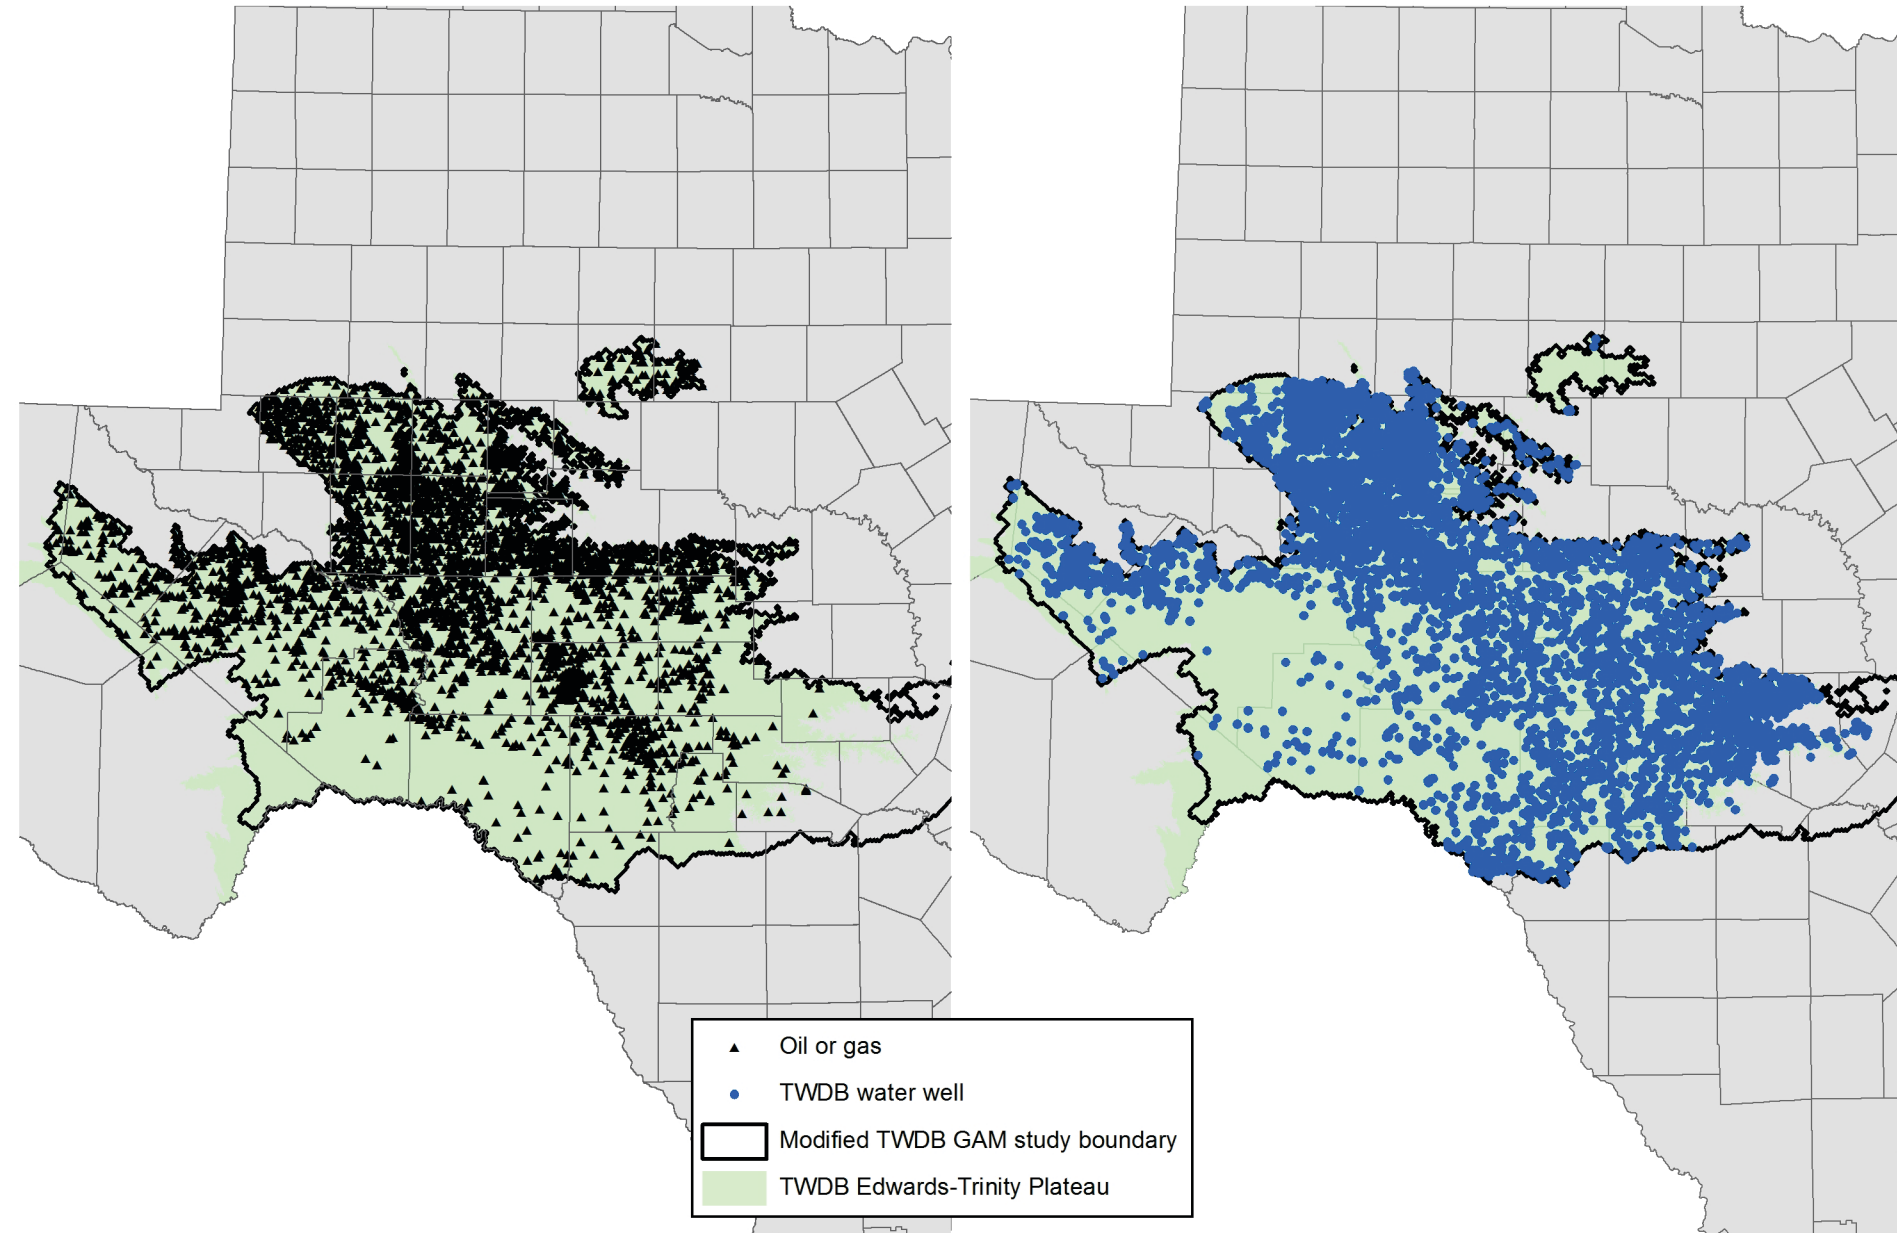 Oil or gas
TWDB water well
Modified TWDB GAM study boundary
TWDB Edwards-Trinity Plateau